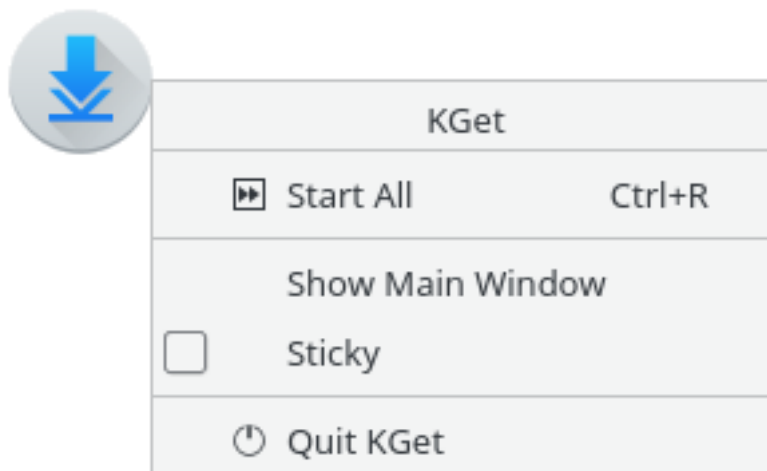 KGet
Start All Ctrl+R
Show Main Window
Sticky
Quit KGet